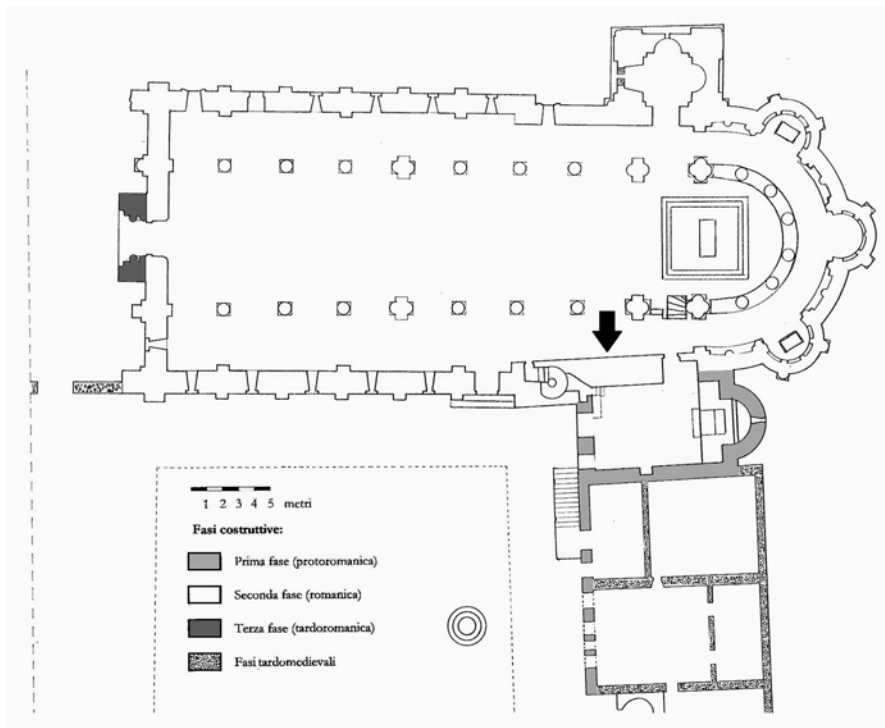 1 2 3 4 5 metri
Fasi costruttive:
Prima fase (protoromanica)
Seconda fase (romanica)
Terza fase (tardoromanica)
Fasi tardomedievali